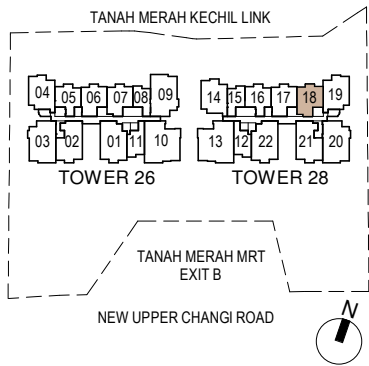 TANAH MERAH KECHIL LINK
04 05 06 07 08 09 14 15 16 17 18 19
03 02 01 11 10 13 12 22 21 20
TOWER 26 TOWER 28
TANAH MERAH MRT
EXIT B
NEW UPPER CHANGI ROAD
N